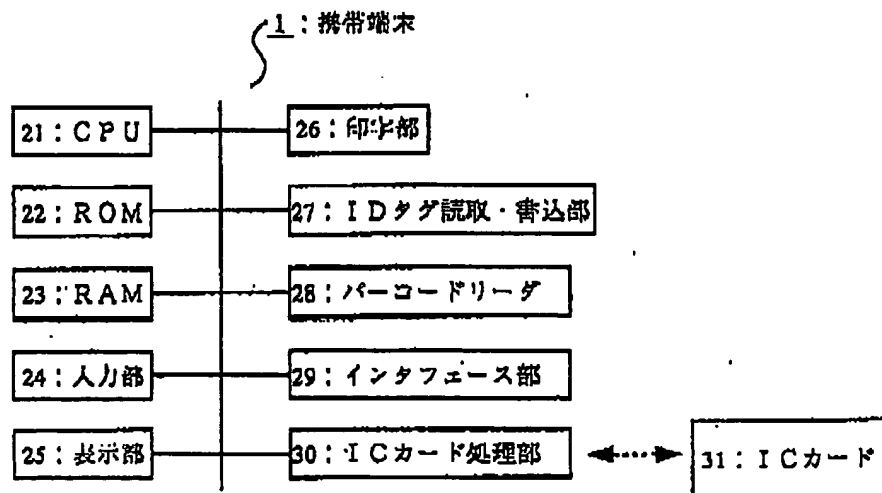 1：携帯端末
21：CPU
26：印字部
22：ROM
27：IDタグ読取・書込部
23：RAM
28：バーコードリーダ
24：入力部
29：インタフェース部
25：表示部
30：ICカード処理部
31：ICカード